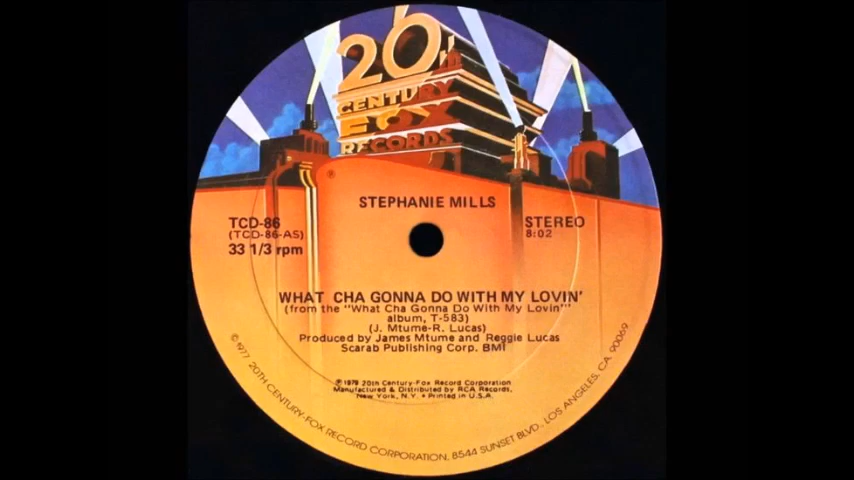 20th
CENTURY
FOX
RECORDS
®
STEPHANIE MILLS
TCD-86
(TCD-86-AS)
33 1/3 rpm
STEREO
8:02
WHAT CHA GONNA DO WITH MY LOVIN'
(from the "What Cha Gonna Do With My Lovin'"
album, T-583)
(J. Mtume-R. Lucas)
Produced by James Mtume and Reggie Lucas
Scarab Publishing Corp. BMI
℗ 1979 20th Century-Fox Record Corporation
Manufactured & Distributed by RCA Records,
New York, N.Y. • Printed in U.S.A.
©1977 20TH CENTURY-FOX RECORD CORPORATION, 8544 SUNSET BLVD., LOS ANGELES, CA. 90069